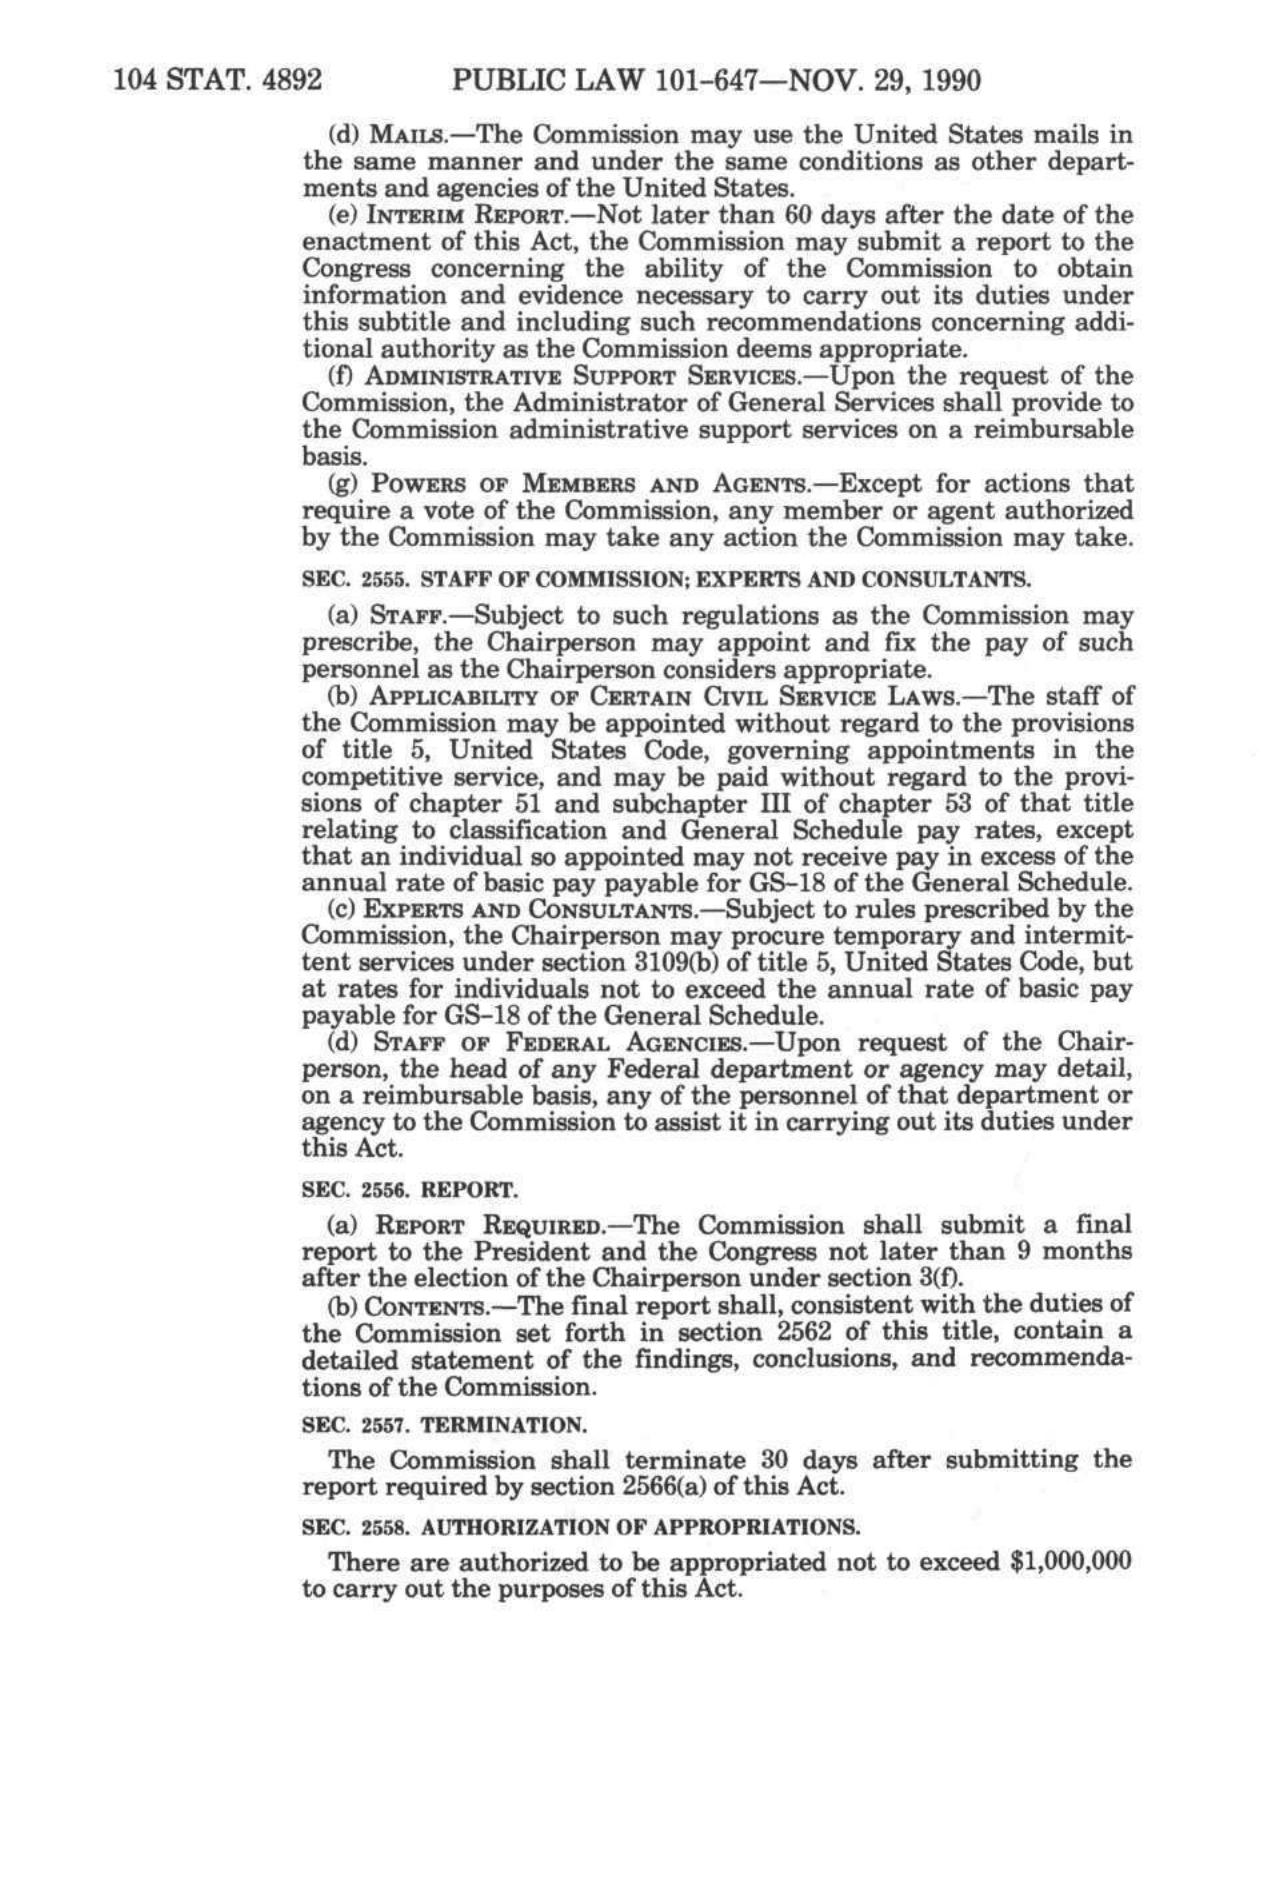 104 STAT. 4892 PUBLIC LAW 101–647—NOV. 29, 1990
(d) MAILS.—The Commission may use the United States mails in
the same manner and under the same conditions as other depart-
ments and agencies of the United States.
(e) INTERIM REPORT.—Not later than 60 days after the date of the
enactment of this Act, the Commission may submit a report to the
Congress concerning the ability of the Commission to obtain
information and evidence necessary to carry out its duties under
this subtitle and including such recommendations concerning addi-
tional authority as the Commission deems appropriate.
(f) ADMINISTRATIVE SUPPORT SERVICES.—Upon the request of the
Commission, the Administrator of General Services shall provide to
the Commission administrative support services on a reimbursable
basis.
(g) POWERS OF MEMBERS AND AGENTS.—Except for actions that
require a vote of the Commission, any member or agent authorized
by the Commission may take any action the Commission may take.
SEC. 2555. STAFF OF COMMISSION; EXPERTS AND CONSULTANTS.
(a) STAFF.—Subject to such regulations as the Commission may
prescribe, the Chairperson may appoint and fix the pay of such
personnel as the Chairperson considers appropriate.
(b) APPLICABILITY OF CERTAIN CIVIL SERVICE LAWS.—The staff of
the Commission may be appointed without regard to the provisions
of title 5, United States Code, governing appointments in the
competitive service, and may be paid without regard to the provi-
sions of chapter 51 and subchapter III of chapter 53 of that title
relating to classification and General Schedule pay rates, except
that an individual so appointed may not receive pay in excess of the
annual rate of basic pay payable for GS–18 of the General Schedule.
(c) EXPERTS AND CONSULTANTS.—Subject to rules prescribed by the
Commission, the Chairperson may procure temporary and intermit-
tent services under section 3109(b) of title 5, United States Code, but
at rates for individuals not to exceed the annual rate of basic pay
payable for GS–18 of the General Schedule.
(d) STAFF OF FEDERAL AGENCIES.—Upon request of the Chair-
person, the head of any Federal department or agency may detail,
on a reimbursable basis, any of the personnel of that department or
agency to the Commission to assist it in carrying out its duties under
this Act.
SEC. 2556. REPORT.
(a) REPORT REQUIRED.—The Commission shall submit a final
report to the President and the Congress not later than 9 months
after the election of the Chairperson under section 3(f).
(b) CONTENTS.—The final report shall, consistent with the duties of
the Commission set forth in section 2562 of this title, contain a
detailed statement of the findings, conclusions, and recommenda-
tions of the Commission.
SEC. 2557. TERMINATION.
The Commission shall terminate 30 days after submitting the
report required by section 2566(a) of this Act.
SEC. 2558. AUTHORIZATION OF APPROPRIATIONS.
There are authorized to be appropriated not to exceed $1,000,000
to carry out the purposes of this Act.